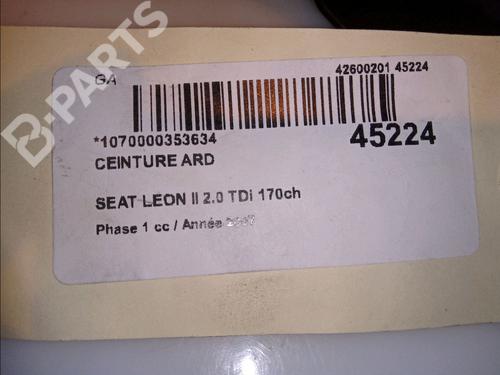 B-PARTS
GA
42600201 45224
*1070000353634
45224
CEINTURE ARD
SEAT LEON II 2.0 TDi 170ch
Phase 1 cc / Année